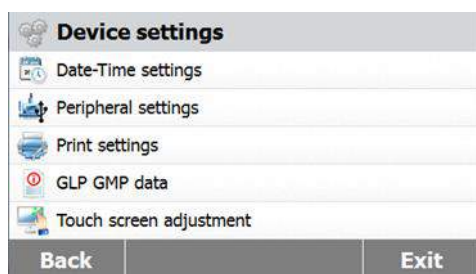 Device settings
Date-Time settings
Peripheral settings
Print settings
GLP GMP data
Touch screen adjustment
Back Exit